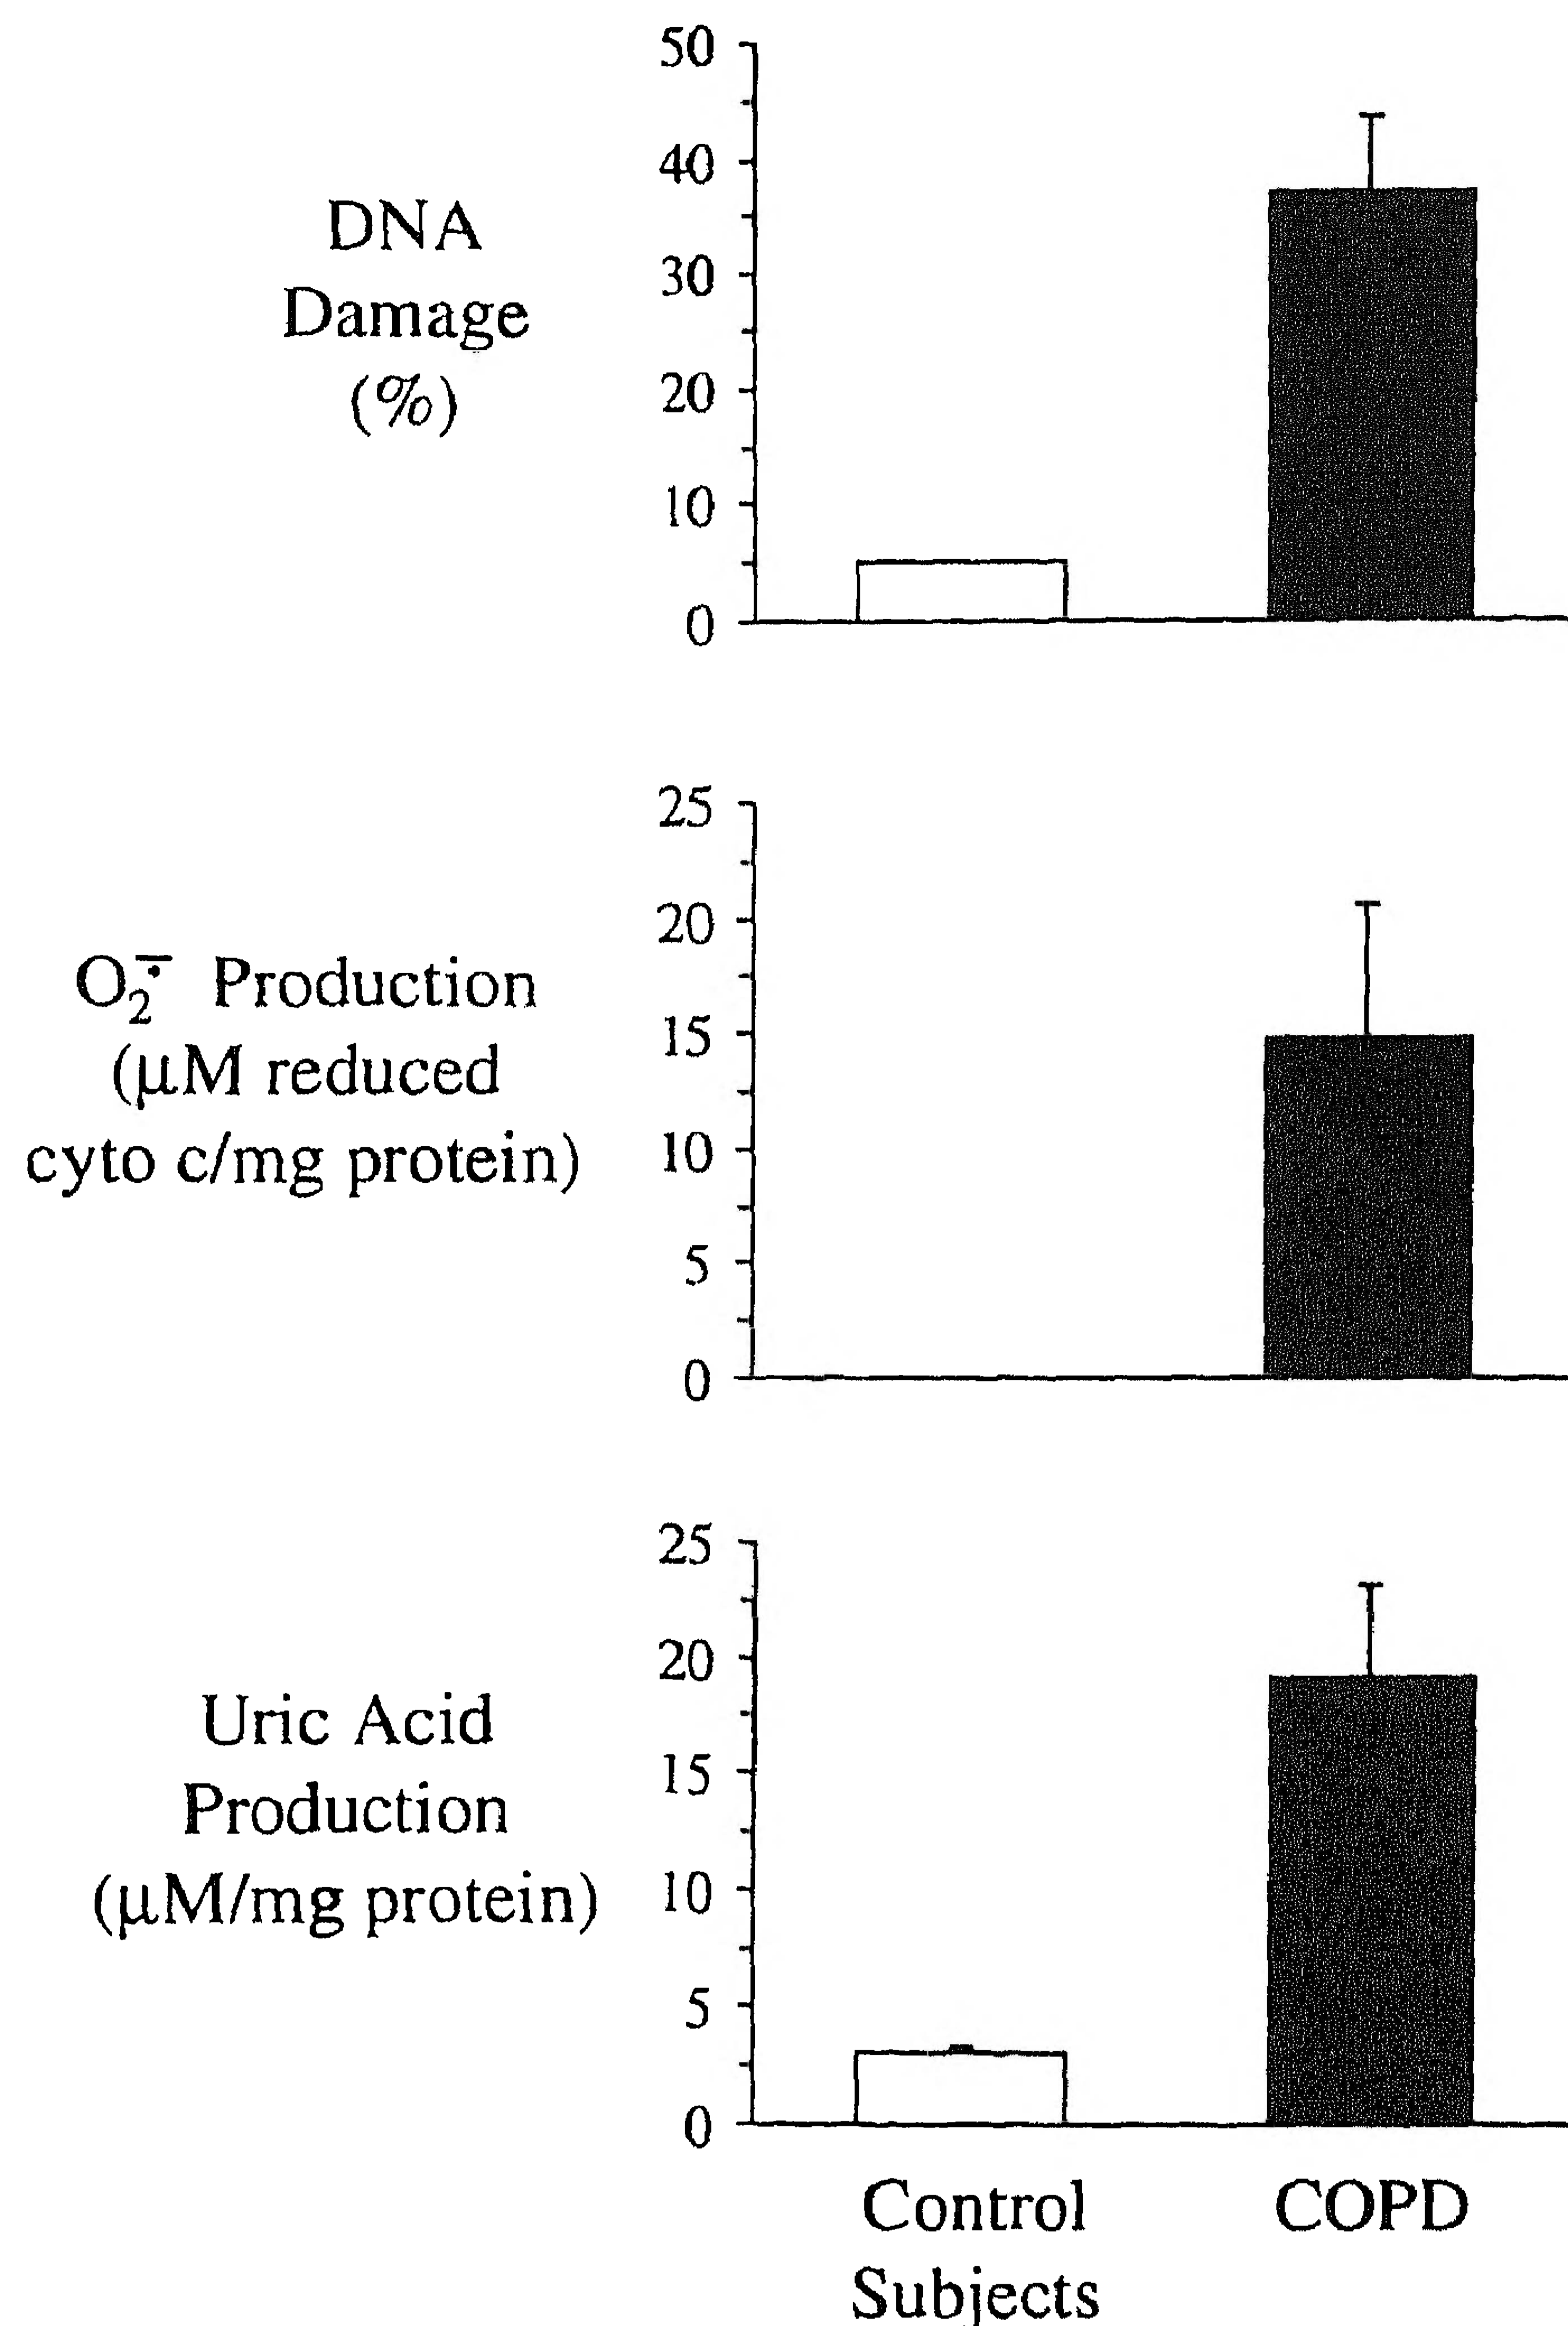 DNA
Damage
(%)
50
40
30
20
10
0
O₂∸ Production
(μM reduced
cyto c/mg protein)
25
20
15
10
5
0
Uric Acid
Production
(μM/mg protein)
25
20
15
10
5
0
Control
Subjects
COPD